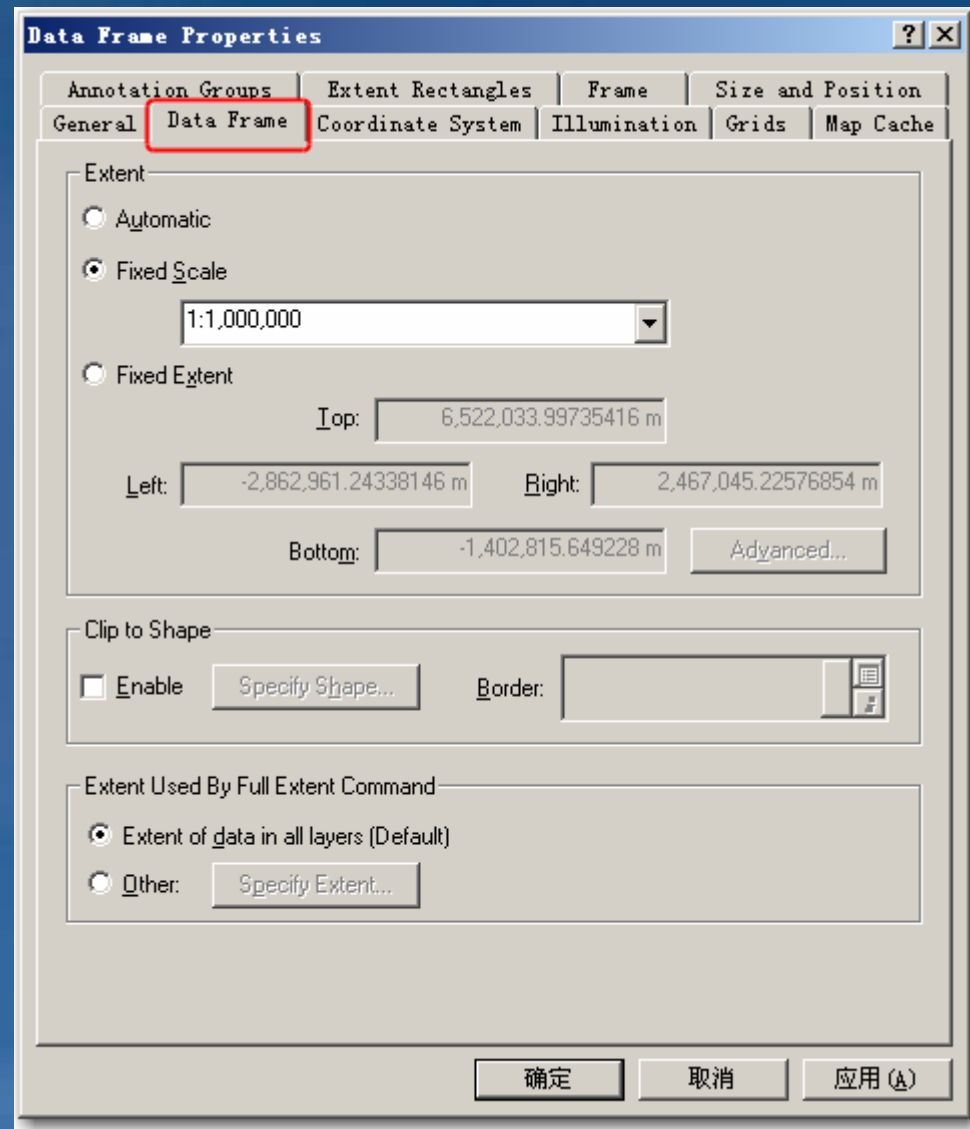 Data Frame Properties
Annotation Groups Extent Rectangles Frame Size and Position
General Data Frame Coordinate System Illumination Grids Map Cache
Extent
Automatic
Fixed Scale
1:1,000,000
Fixed Extent
Top: 6,522,033.99735416 m
Left: -2,862,961.24338146 m Right: 2,467,045.22576854 m
Bottom: -1,402,815.649228 m Advanced...
Clip to Shape
Enable Specify Shape... Border:
Extent Used By Full Extent Command
Extent of data in all layers (Default)
Other: Specify Extent...
确定 取消 应用(A)